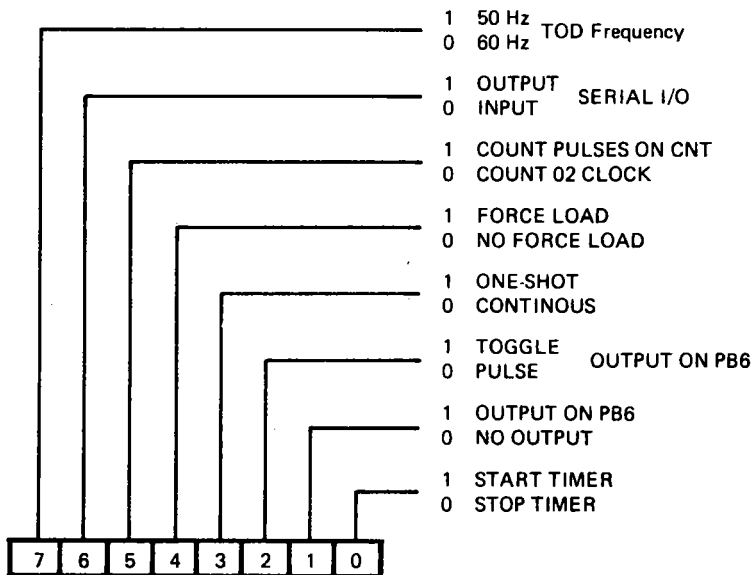 1 50 Hz TOD Frequency
0 60 Hz
1 OUTPUT SERIAL I/O
0 INPUT
1 COUNT PULSES ON CNT
0 COUNT 02 CLOCK
1 FORCE LOAD
0 NO FORCE LOAD
1 ONE-SHOT
0 CONTINOUS
1 TOGGLE OUTPUT ON PB6
0 PULSE
1 OUTPUT ON PB6
0 NO OUTPUT
1 START TIMER
0 STOP TIMER
7 6 5 4 3 2 1 0